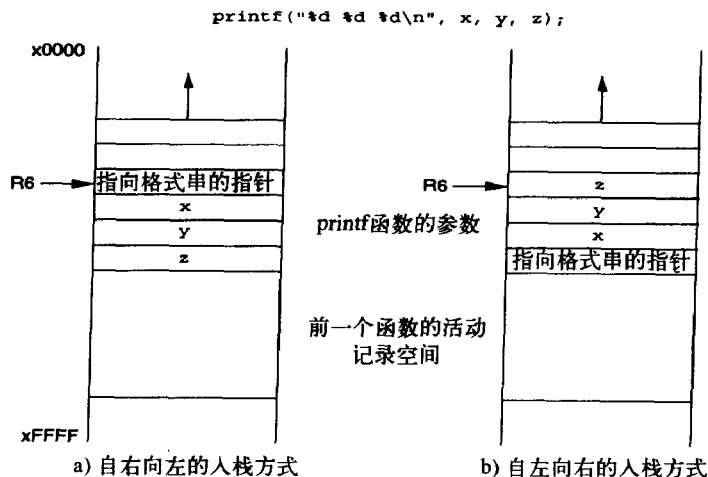 printf("%d %d %d\n", x, y, z);
x0000
R6
指向格式串的指针
x
y
z
printf函数的参数
前一个函数的活动
记录空间
R6
z
y
x
指向格式串的指针
xFFFF
a) 自右向左的入栈方式
b) 自左向右的入栈方式